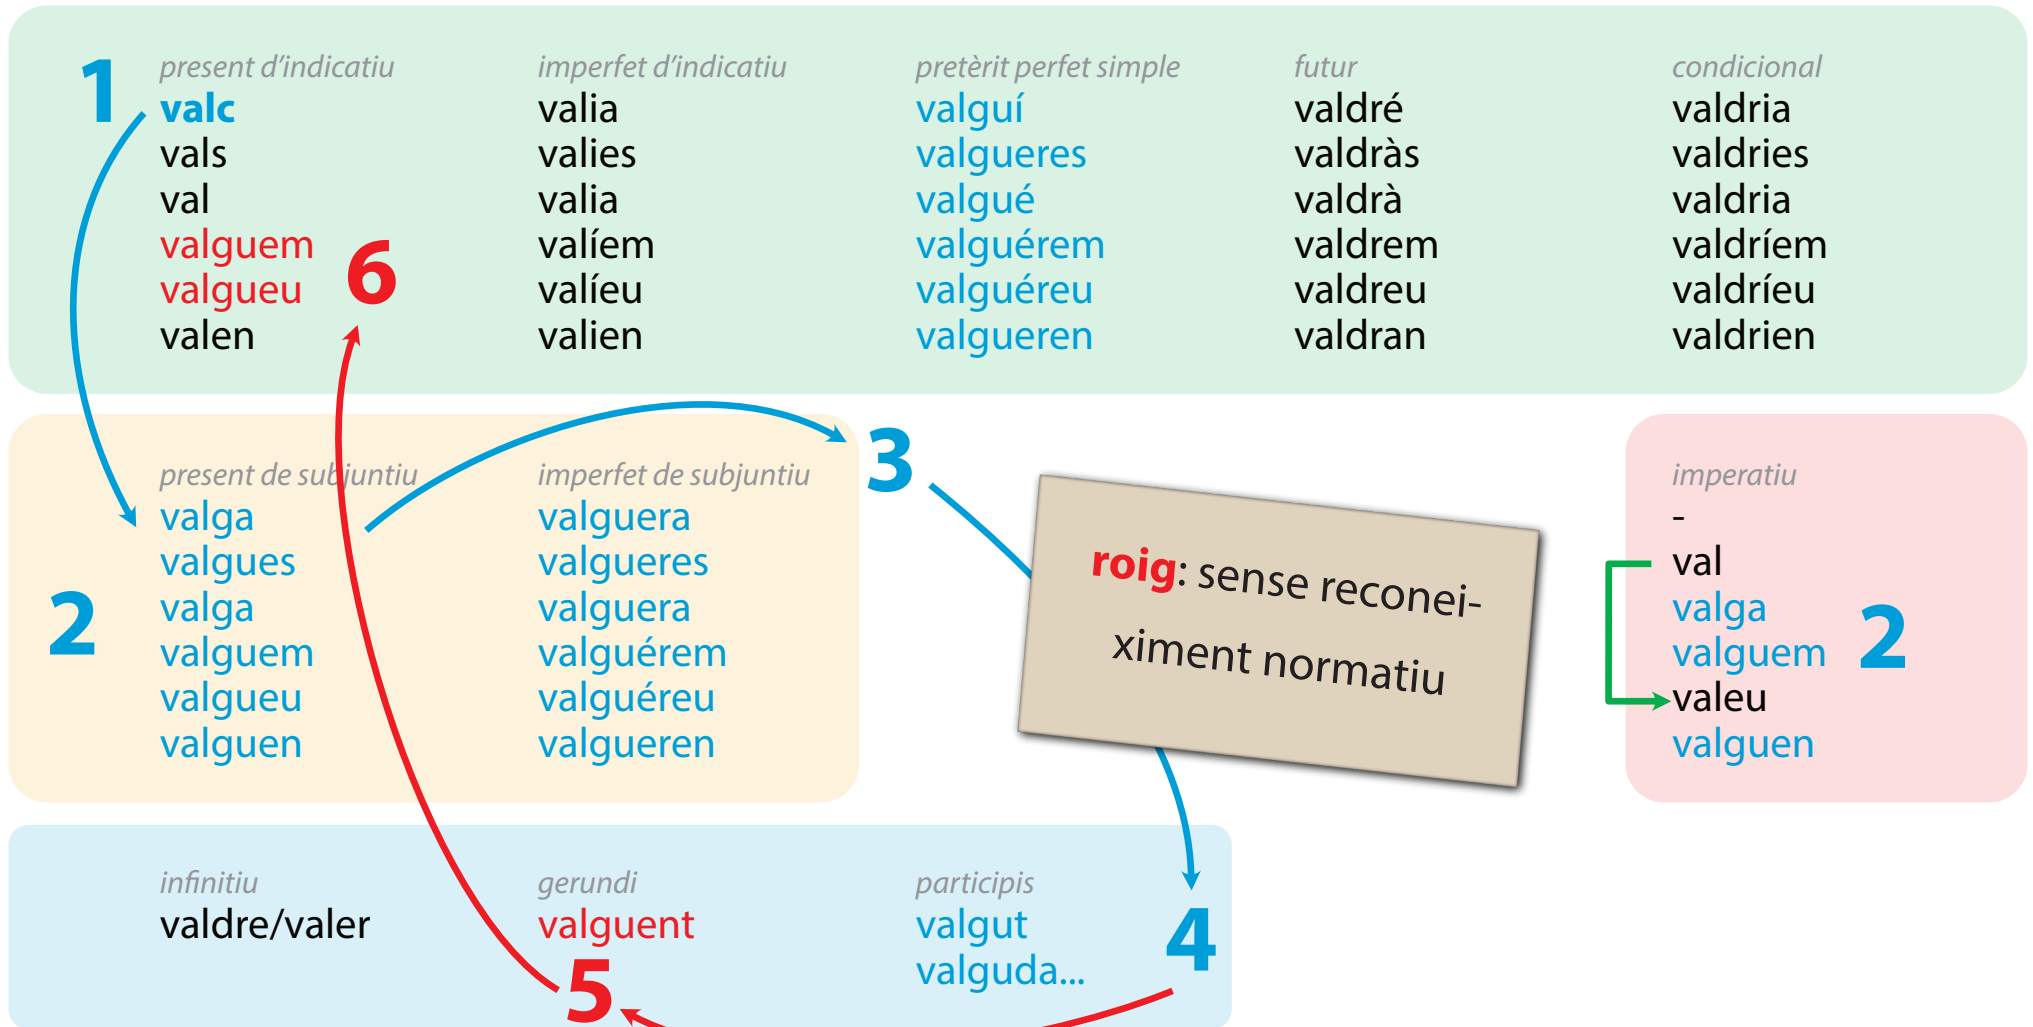 1
present d’indicatiu
valc
vals
val
valguem
valgueu
valen
6
imperfet d’indicatiu
valia
valies
valia
valíem
valíeu
valien
pretèrit perfet simple
valguí
valgueres
valgué
valguérem
valguéreu
valgueren
futur
valdré
valdràs
valdrà
valdrem
valdreu
valdran
condicional
valdria
valdries
valdria
valdríem
valdríeu
valdrien
2
present de subjuntiu
valga
valgues
valga
valguem
valgueu
valguen
imperfet de subjuntiu
valguera
valgueres
valguera
valguérem
valguéreu
valgueren
3
roig: sense reconei-
ximent normatiu
imperatiu
-
val
valga
valguem
valeu
valguen
2
infinitiu
valdre/valer
gerundi
valguent
5
participis
valgut
valguda...
4